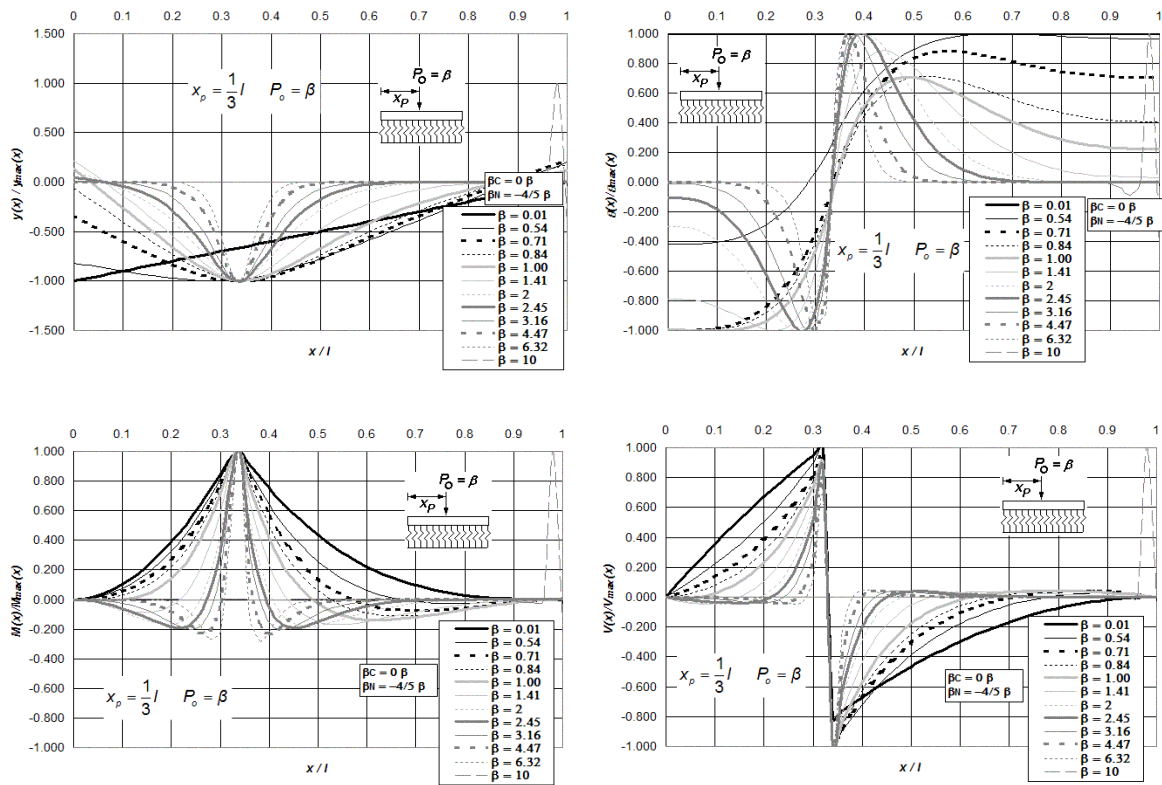 0 0.1 0.2 0.3 0.4 0.5 0.6 0.7 0.8 0.9 1
1.500
1.000
0.500
0.000
-0.500
-1.000
-1.500
y(x) / ymax(x)
x / l
x_p = 1/3 l P_o = β
P_O = β
x_P
βC = 0 β
βN = −4/5 β
β = 0.01
β = 0.54
β = 0.71
β = 0.84
β = 1.00
β = 1.41
β = 2
β = 2.45
β = 3.16
β = 4.47
β = 6.32
β = 10
0 0.1 0.2 0.3 0.4 0.5 0.6 0.7 0.8 0.9 1
1.000
0.800
0.600
0.400
0.200
0.000
-0.200
-0.400
-0.600
-0.800
-1.000
x / l
P_O = β
x_P
x_p = 1/3 l P_o = β
βC = 0 β
βN = −4/5 β
β = 0.01
β = 0.54
β = 0.71
β = 0.84
β = 1.00
β = 1.41
β = 2
β = 2.45
β = 3.16
β = 4.47
β = 6.32
β = 10
0 0.1 0.2 0.3 0.4 0.5 0.6 0.7 0.8 0.9 1
1.000
0.800
0.600
0.400
0.200
0.000
-0.200
-0.400
-0.600
-0.800
-1.000
M(x)/Mmax(x)
x / l
P_O = β
x_P
x_p = 1/3 l P_o = β
βC = 0 β
βN = −4/5 β
β = 0.01
β = 0.54
β = 0.71
β = 0.84
β = 1.00
β = 1.41
β = 2
β = 2.45
β = 3.16
β = 4.47
β = 6.32
β = 10
0 0.1 0.2 0.3 0.4 0.5 0.6 0.7 0.8 0.9 1
1.000
0.800
0.600
0.400
0.200
0.000
-0.200
-0.400
-0.600
-0.800
-1.000
V(x)/Vmax(x)
x / l
P_O = β
x_P
x_p = 1/3 l P_o = β
βC = 0 β
βN = −4/5 β
β = 0.01
β = 0.54
β = 0.71
β = 0.84
β = 1.00
β = 1.41
β = 2
β = 2.45
β = 3.16
β = 4.47
β = 6.32
β = 10